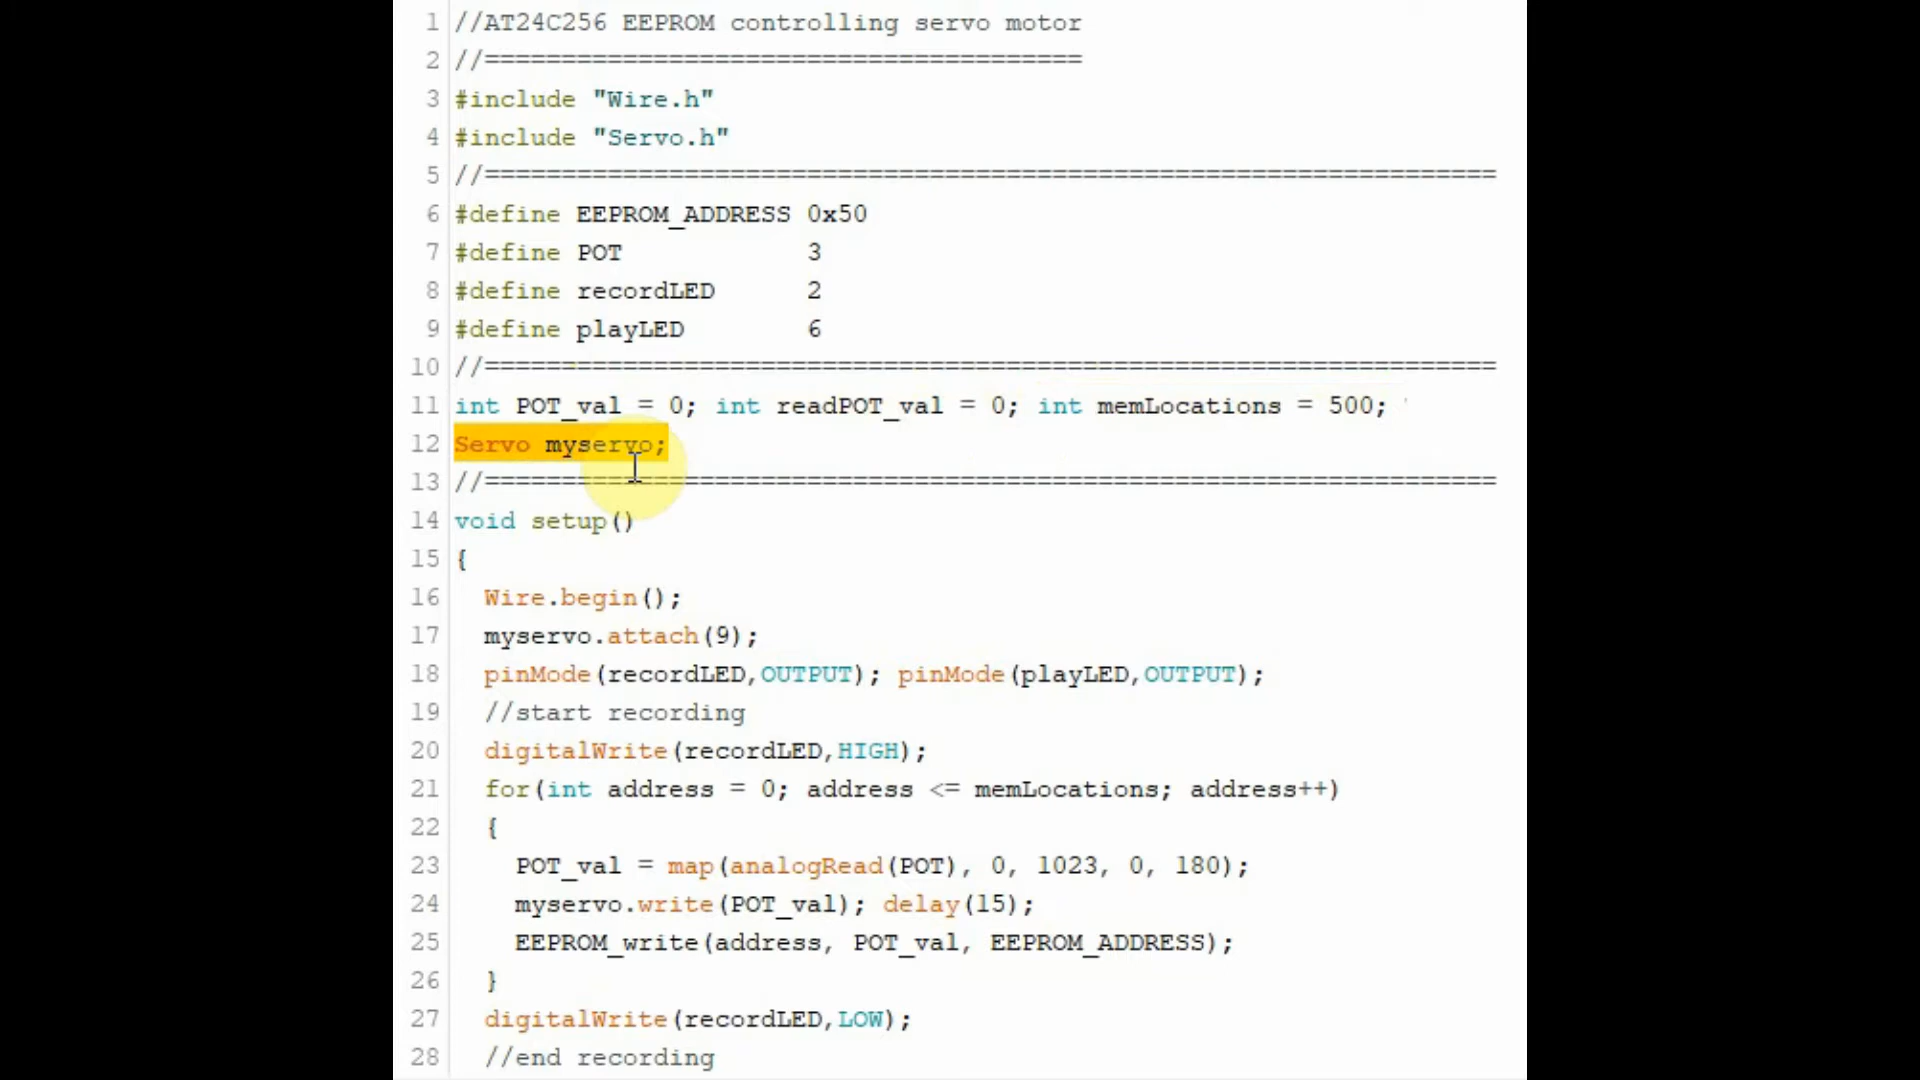 1 //AT24C256 EEPROM controlling servo motor
2 //=======================================
3 #include "Wire.h"
4 #include "Servo.h"
5 //==================================================================
6 #define EEPROM_ADDRESS 0x50
7 #define POT            3
8 #define recordLED      2
9 #define playLED        6
10 //==================================================================
11 int POT_val = 0; int readPOT_val = 0; int memLocations = 500;
12 Servo myservo;
13 //==================================================================
14 void setup()
15 {
16   Wire.begin();
17   myservo.attach(9);
18   pinMode(recordLED,OUTPUT); pinMode(playLED,OUTPUT);
19   //start recording
20   digitalWrite(recordLED,HIGH);
21   for(int address = 0; address <= memLocations; address++)
22   {
23     POT_val = map(analogRead(POT), 0, 1023, 0, 180);
24     myservo.write(POT_val); delay(15);
25     EEPROM_write(address, POT_val, EEPROM_ADDRESS);
26   }
27   digitalWrite(recordLED,LOW);
28   //end recording